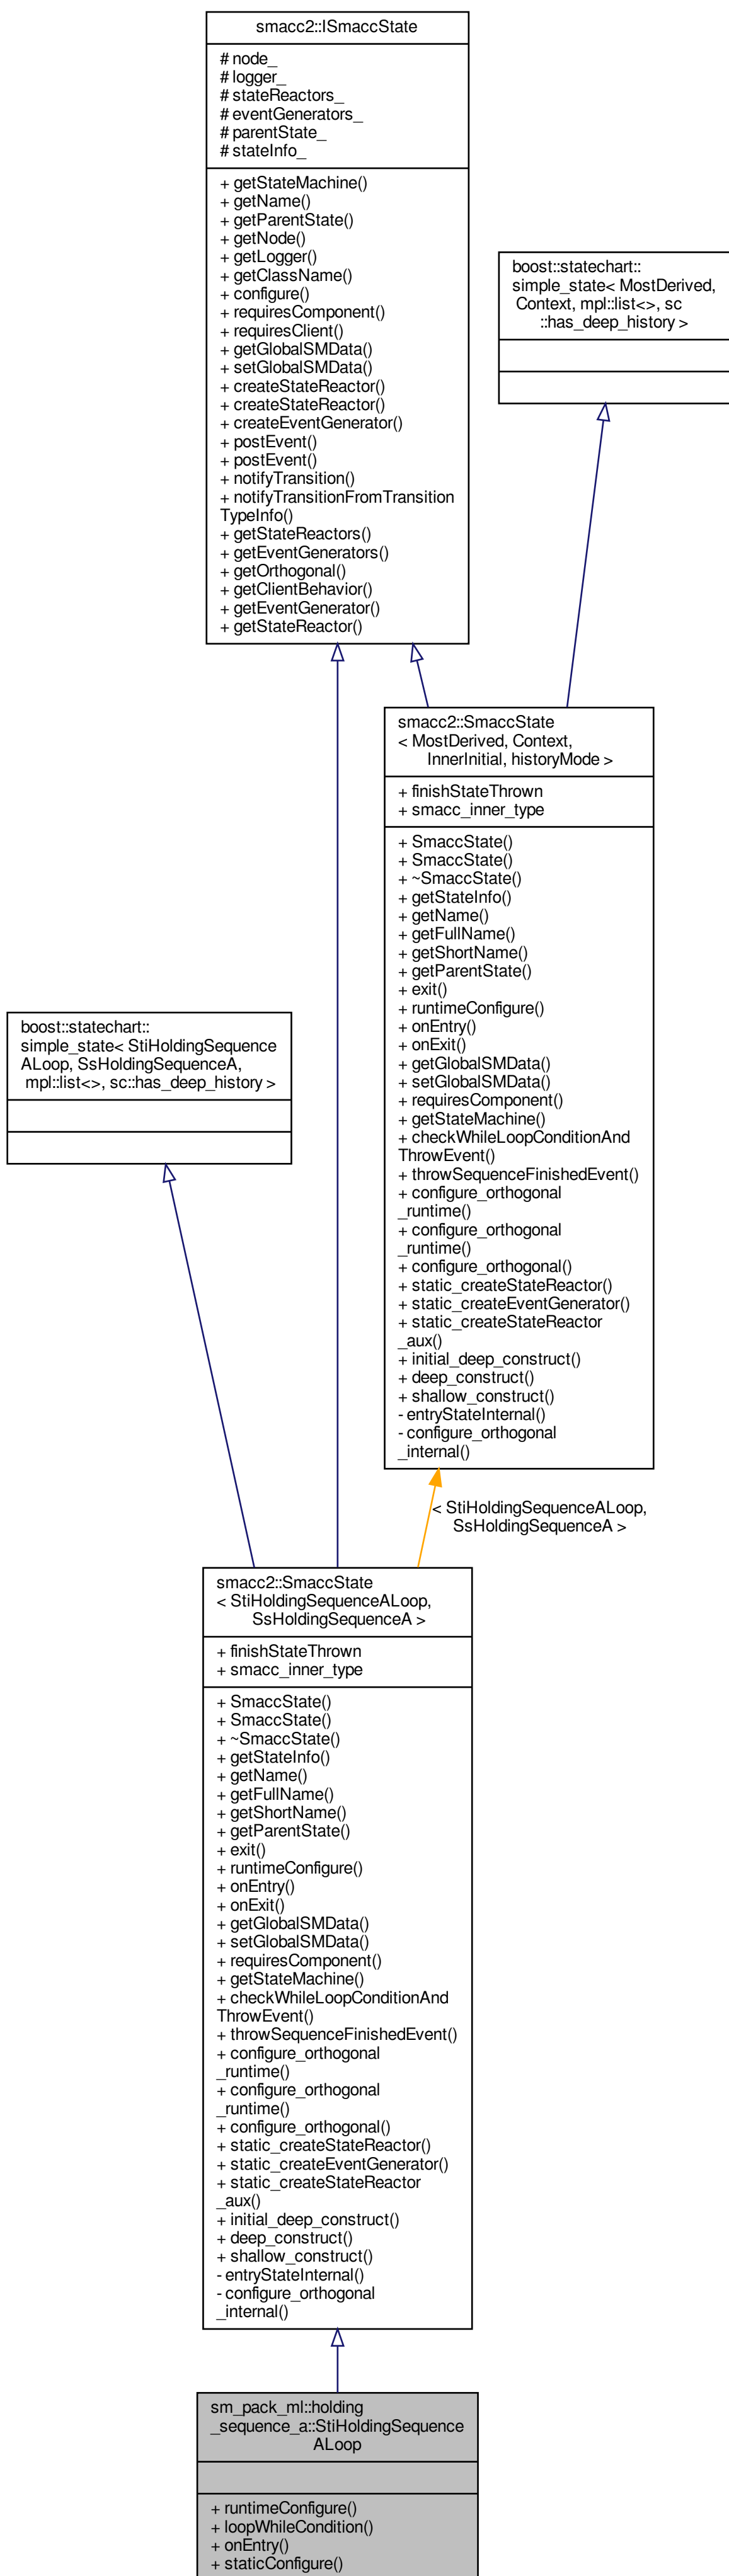 smacc2::ISmaccState
# node_
# logger_
# stateReactors_
# eventGenerators_
# parentState_
# stateInfo_
+ getStateMachine()
+ getName()
+ getParentState()
+ getNode()
+ getLogger()
+ getClassName()
+ configure()
+ requiresComponent()
+ requiresClient()
+ getGlobalSMData()
+ setGlobalSMData()
+ createStateReactor()
+ createStateReactor()
+ createEventGenerator()
+ postEvent()
+ postEvent()
+ notifyTransition()
+ notifyTransitionFromTransition
TypeInfo()
+ getStateReactors()
+ getEventGenerators()
+ getOrthogonal()
+ getClientBehavior()
+ getEventGenerator()
+ getStateReactor()
boost::statechart::
simple_state< MostDerived,
Context, mpl::list<>, sc
::has_deep_history >
smacc2::SmaccState
< MostDerived, Context,
InnerInitial, historyMode >
+ finishStateThrown
+ smacc_inner_type
+ SmaccState()
+ SmaccState()
+ ~SmaccState()
+ getStateInfo()
+ getName()
+ getFullName()
+ getShortName()
+ getParentState()
+ exit()
+ runtimeConfigure()
+ onEntry()
+ onExit()
+ getGlobalSMData()
+ setGlobalSMData()
+ requiresComponent()
+ getStateMachine()
+ checkWhileLoopConditionAnd
ThrowEvent()
+ throwSequenceFinishedEvent()
+ configure_orthogonal
_runtime()
+ configure_orthogonal
_runtime()
+ configure_orthogonal()
+ static_createStateReactor()
+ static_createEventGenerator()
+ static_createStateReactor
_aux()
+ initial_deep_construct()
+ deep_construct()
+ shallow_construct()
- entryStateInternal()
- configure_orthogonal
_internal()
boost::statechart::
simple_state< StiHoldingSequence
ALoop, SsHoldingSequenceA,
mpl::list<>, sc::has_deep_history >
< StiHoldingSequenceALoop,
SsHoldingSequenceA >
smacc2::SmaccState
< StiHoldingSequenceALoop,
SsHoldingSequenceA >
+ finishStateThrown
+ smacc_inner_type
+ SmaccState()
+ SmaccState()
+ ~SmaccState()
+ getStateInfo()
+ getName()
+ getFullName()
+ getShortName()
+ getParentState()
+ exit()
+ runtimeConfigure()
+ onEntry()
+ onExit()
+ getGlobalSMData()
+ setGlobalSMData()
+ requiresComponent()
+ getStateMachine()
+ checkWhileLoopConditionAnd
ThrowEvent()
+ throwSequenceFinishedEvent()
+ configure_orthogonal
_runtime()
+ configure_orthogonal
_runtime()
+ configure_orthogonal()
+ static_createStateReactor()
+ static_createEventGenerator()
+ static_createStateReactor
_aux()
+ initial_deep_construct()
+ deep_construct()
+ shallow_construct()
- entryStateInternal()
- configure_orthogonal
_internal()
sm_pack_ml::holding
_sequence_a::StiHoldingSequence
ALoop
+ runtimeConfigure()
+ loopWhileCondition()
+ onEntry()
+ staticConfigure()